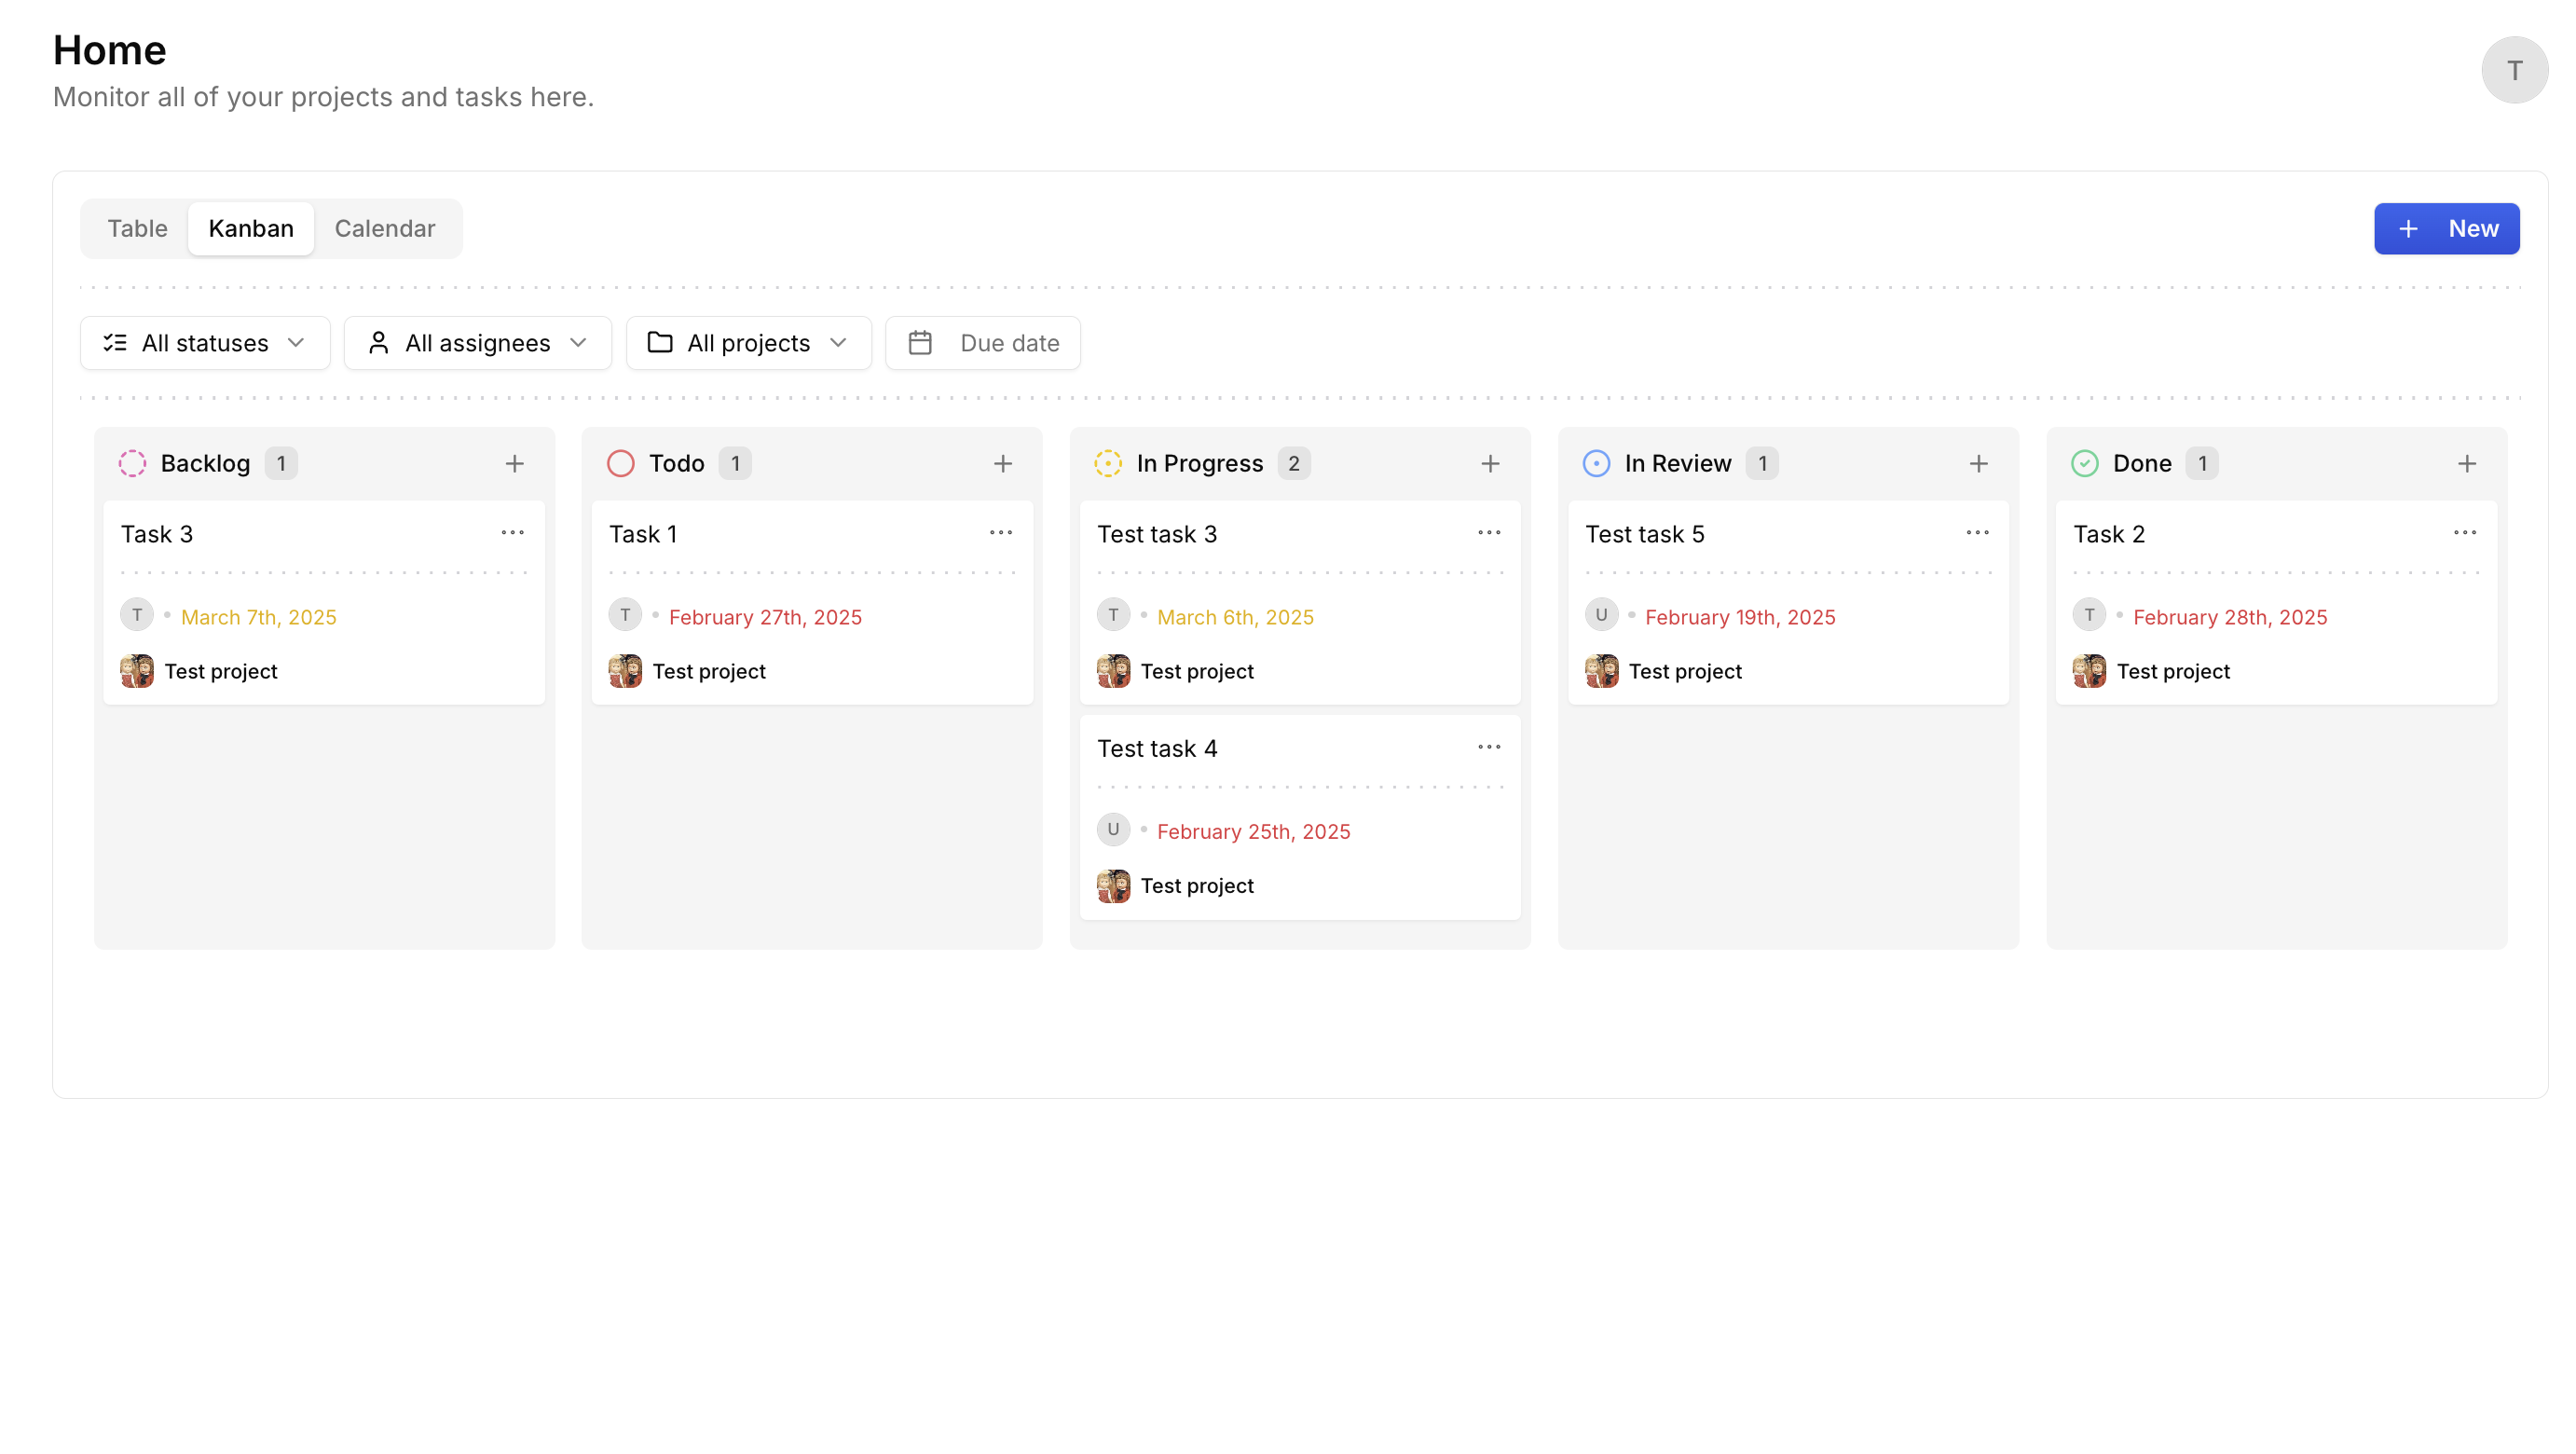 Home
T
Monitor all of your projects and tasks here.
Table Kanban Calendar
New
All statuses All assignees All projects Due date
Backlog 1
Task 3
T • March 7th, 2025
Test project
Todo 1
Task 1
T • February 27th, 2025
Test project
In Progress 2
Test task 3
T • March 6th, 2025
Test project
Test task 4
U • February 25th, 2025
Test project
In Review 1
Test task 5
U • February 19th, 2025
Test project
Done 1
Task 2
T • February 28th, 2025
Test project